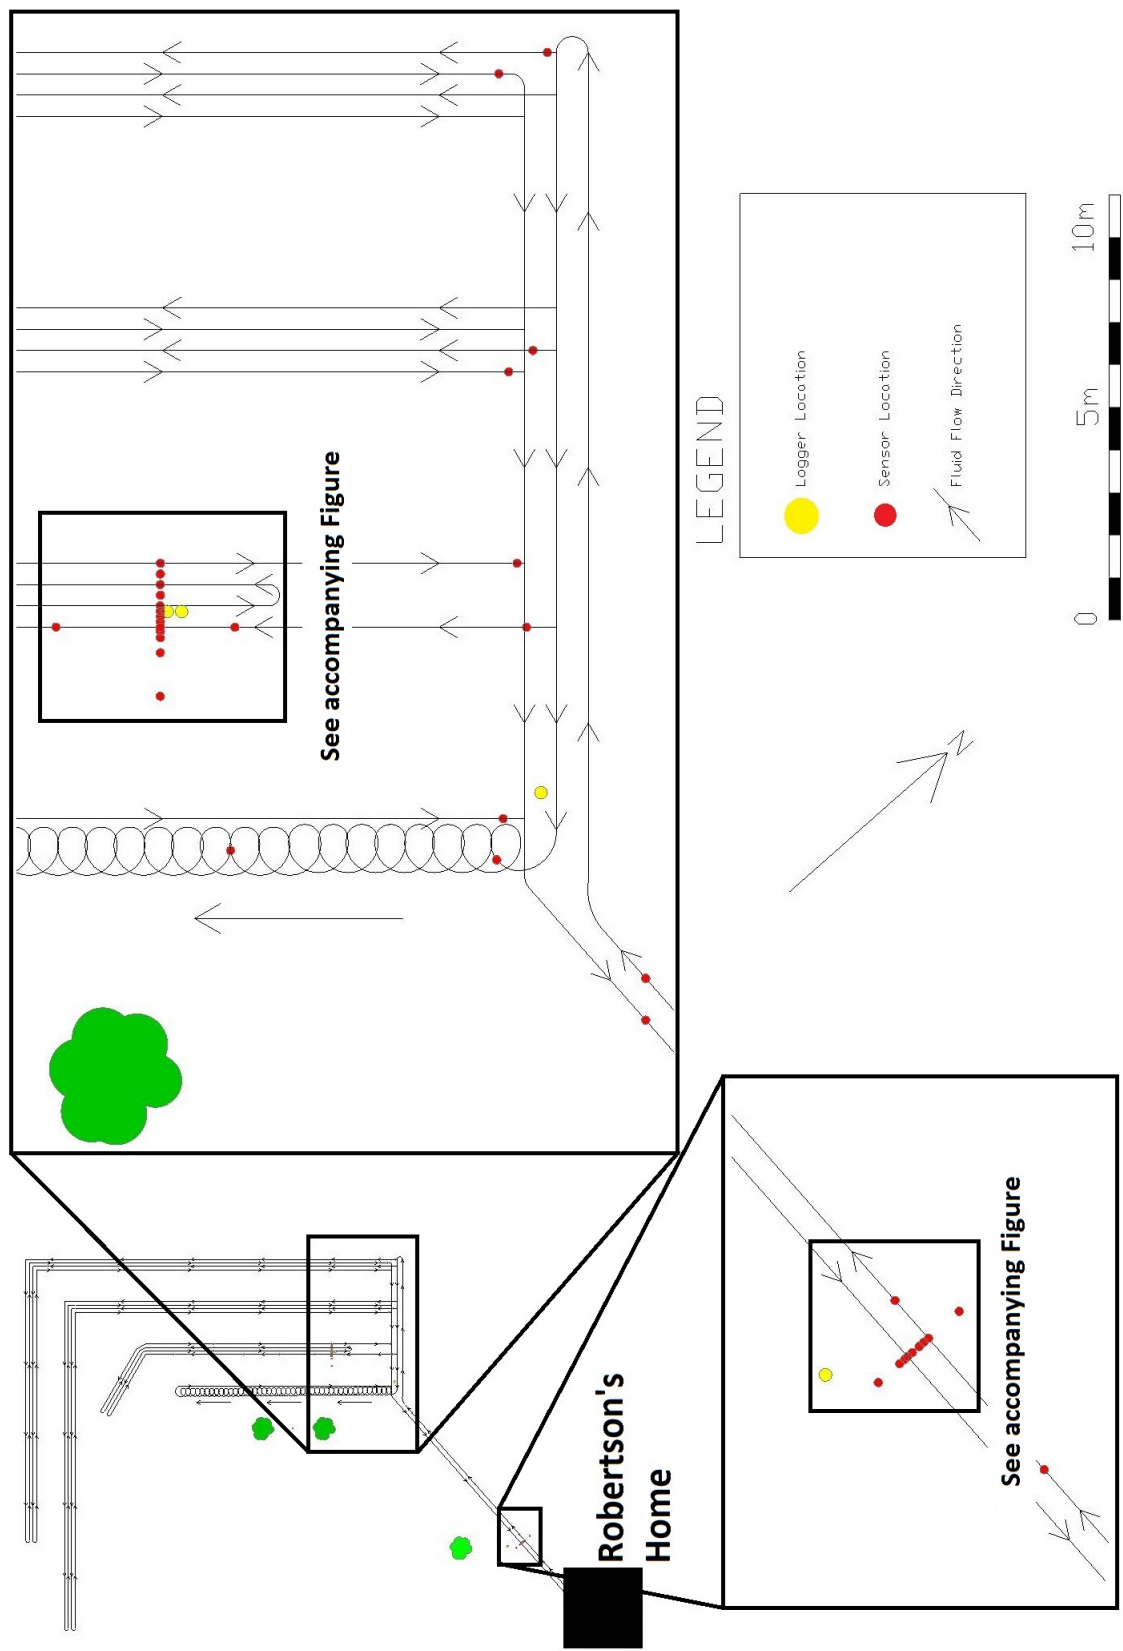 See accompanying Figure
LEGEND
Logger Location
Sensor Location
Fluid Flow Direction
0
5m
10m
N
Robertson's
Home
See accompanying Figure